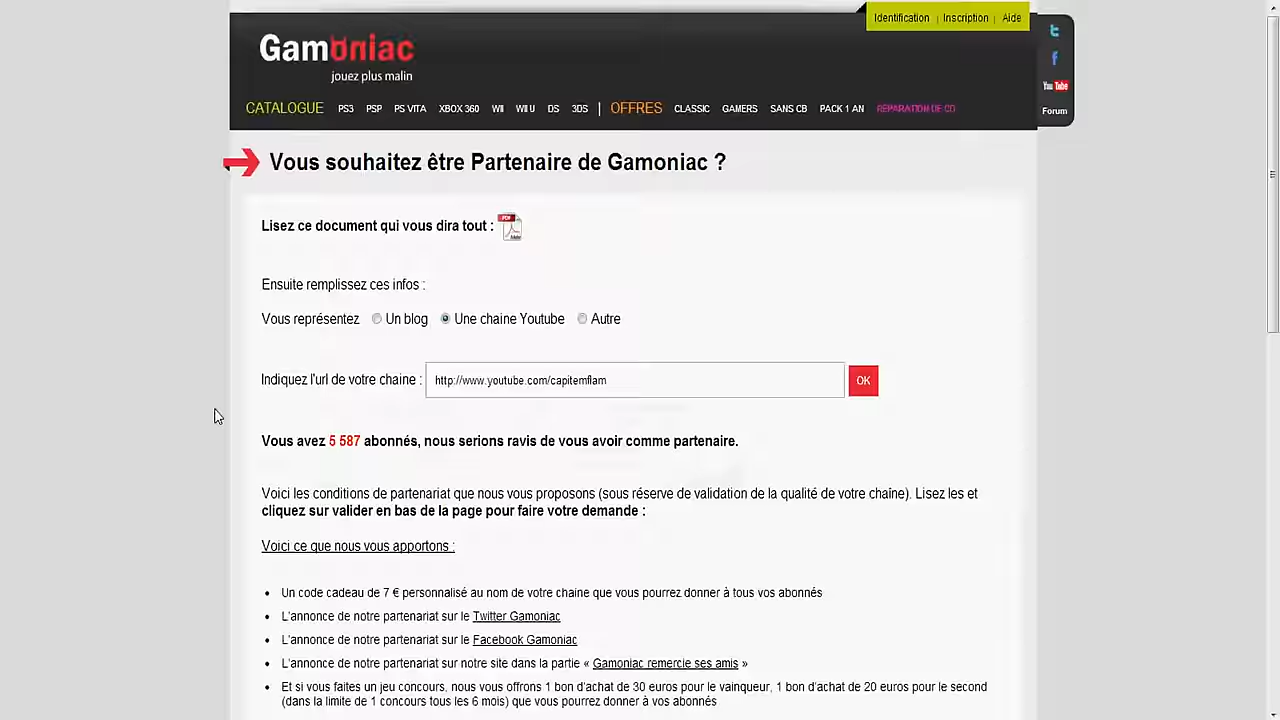 Identification | Inscription | Aide
Gamoniac
jouez plus malin
You Tube
Forum
CATALOGUE PS3 PSP PS VITA XBOX 360 WII WII U DS 3DS | OFFRES CLASSIC GAMERS SANS CB PACK 1 AN RÉPARATION DE CD
Vous souhaitez être Partenaire de Gamoniac ?
Lisez ce document qui vous dira tout :
PDF
Adobe
Ensuite remplissez ces infos :
Vous représentez Un blog Une chaine Youtube Autre
Indiquez l'url de votre chaine : http://www.youtube.com/capitemflam OK
Vous avez 5 587 abonnés, nous serions ravis de vous avoir comme partenaire.
Voici les conditions de partenariat que nous vous proposons (sous réserve de validation de la qualité de votre chaîne). Lisez les et
cliquez sur valider en bas de la page pour faire votre demande :
Voici ce que nous vous apportons :
• Un code cadeau de 7 € personnalisé au nom de votre chaine que vous pourrez donner à tous vos abonnés
• L'annonce de notre partenariat sur le Twitter Gamoniac
• L'annonce de notre partenariat sur le Facebook Gamoniac
• L'annonce de notre partenariat sur notre site dans la partie « Gamoniac remercie ses amis »
• Et si vous faites un jeu concours, nous vous offrons 1 bon d'achat de 30 euros pour le vainqueur, 1 bon d'achat de 20 euros pour le second
(dans la limite de 1 concours tous les 6 mois) que vous pourrez donner à vos abonnés